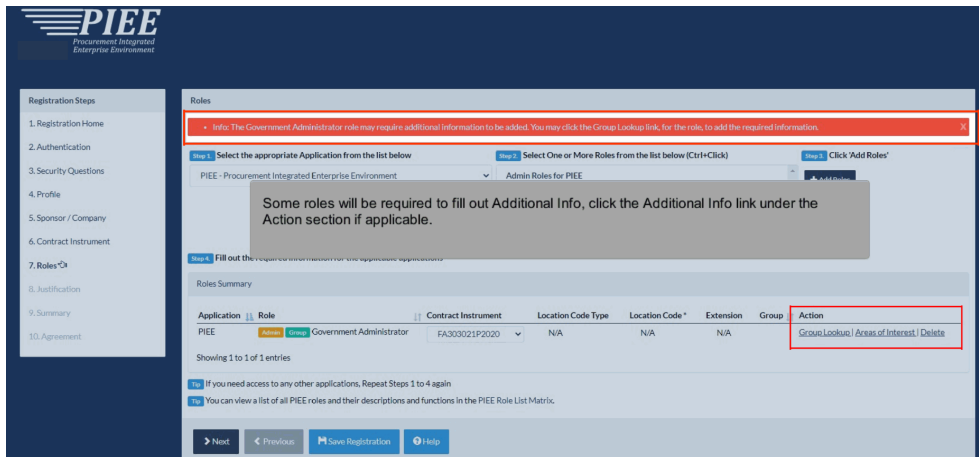 PIEE
Procurement Integrated
Enterprise Environment
Registration Steps
1. Registration Home
2. Authentication
3. Security Questions
4. Profile
5. Sponsor / Company
6. Contract Instrument
7. Roles
8. Justification
9. Summary
10. Agreement
Roles
• Info: The Government Administrator role may require additional information to be added. You may click the Group Lookup link, for the role, to add the required information. X
Step 1. Select the appropriate Application from the list below
PIEE - Procurement Integrated Enterprise Environment
Step 2. Select One or More Roles from the list below (Ctrl+Click)
Admin Roles for PIEE
Step 3. Click 'Add Roles'
+ Add Roles
Some roles will be required to fill out Additional Info, click the Additional Info link under the
Action section if applicable.
Step 4. Fill out the required information for the applicable applications
Roles Summary
Application Role Contract Instrument Location Code Type Location Code * Extension Group Action
PIEE Admin Group Government Administrator FA303021P2020 N/A N/A N/A Group Lookup | Areas of Interest | Delete
Showing 1 to 1 of 1 entries
Tip If you need access to any other applications, Repeat Steps 1 to 4 again
Tip You can view a list of all PIEE roles and their descriptions and functions in the PIEE Role List Matrix.
Next Previous Save Registration Help